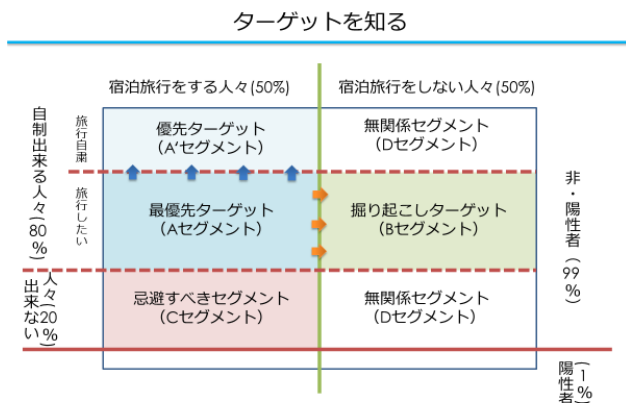 ターゲットを知る
宿泊旅行をする人々(50%)
宿泊旅行をしない人々(50%)
自制出来る人々(80%)
旅行自粛
優先ターゲット
（A’セグメント）
無関係セグメント
（Dセグメント）
旅行したい
最優先ターゲット
（Aセグメント）
掘り起こしターゲット
（Bセグメント）
非・陽性者（99%）
出来ない
人々(20%)
忌避すべきセグメント
（Cセグメント）
無関係セグメント
（Dセグメント）
陽性者
(1%)